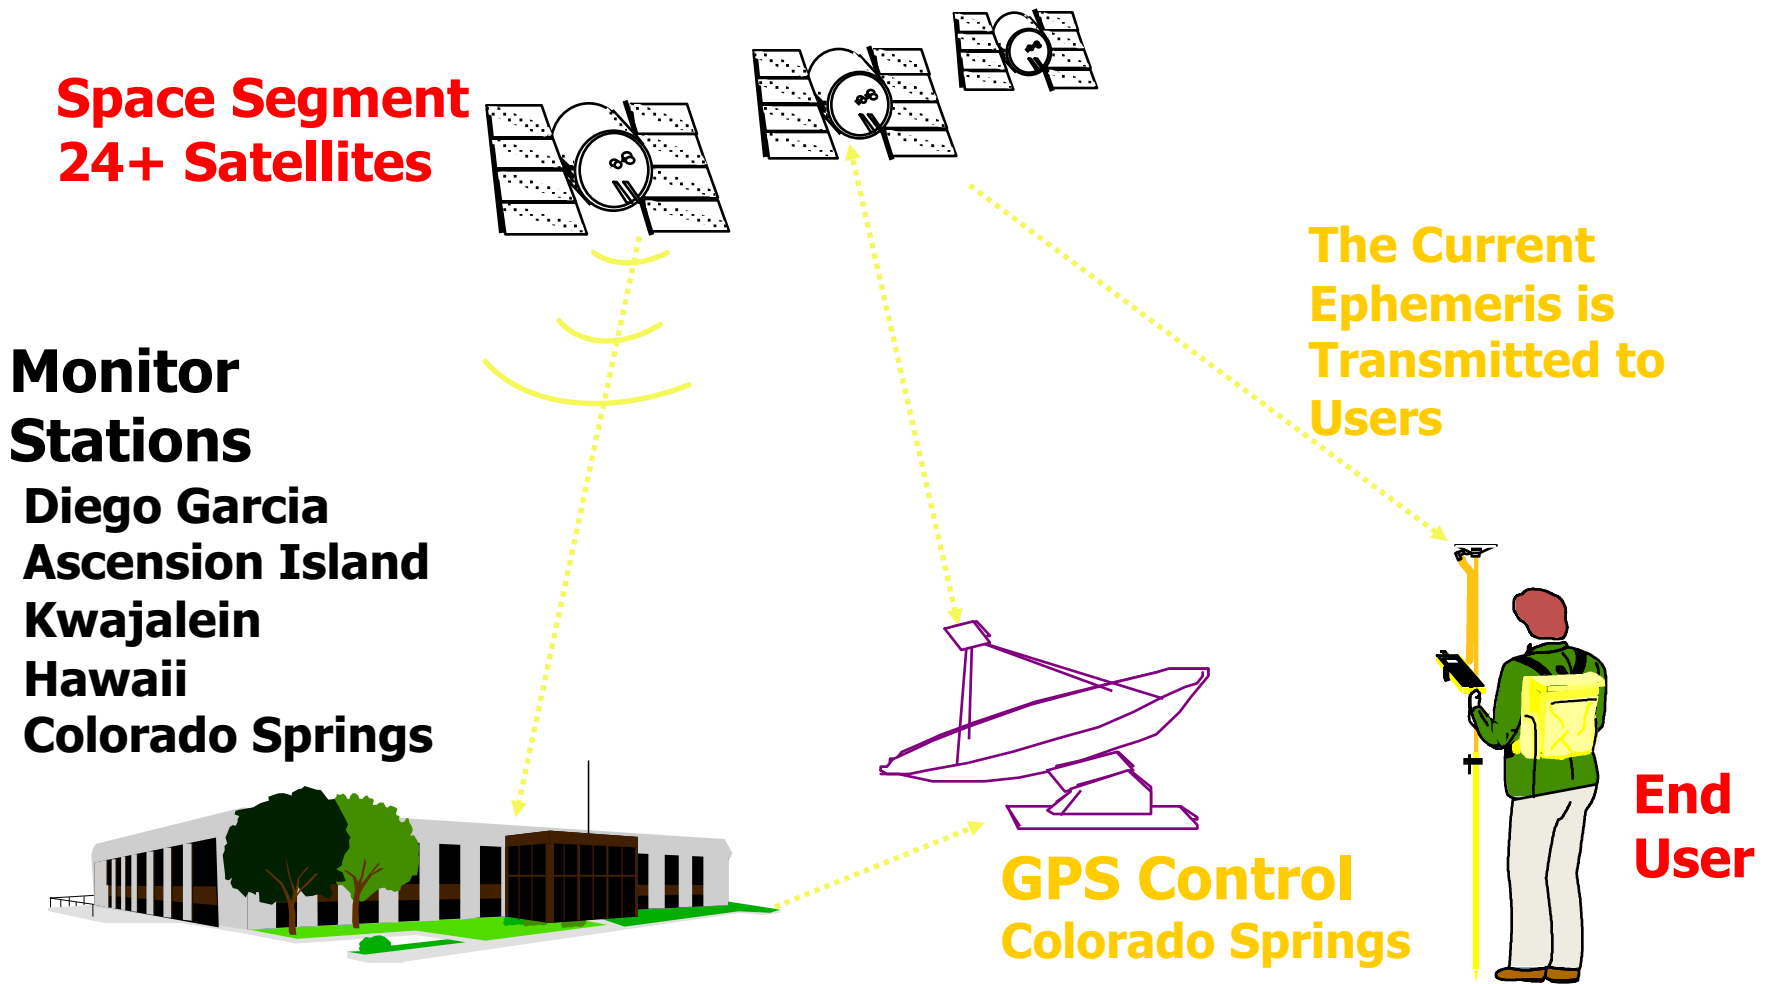 Space Segment
24+ Satellites
The Current
Ephemeris is
Transmitted to
Users
Monitor
Stations
Diego Garcia
Ascension Island
Kwajalein
Hawaii
Colorado Springs
GPS Control
Colorado Springs
End
User